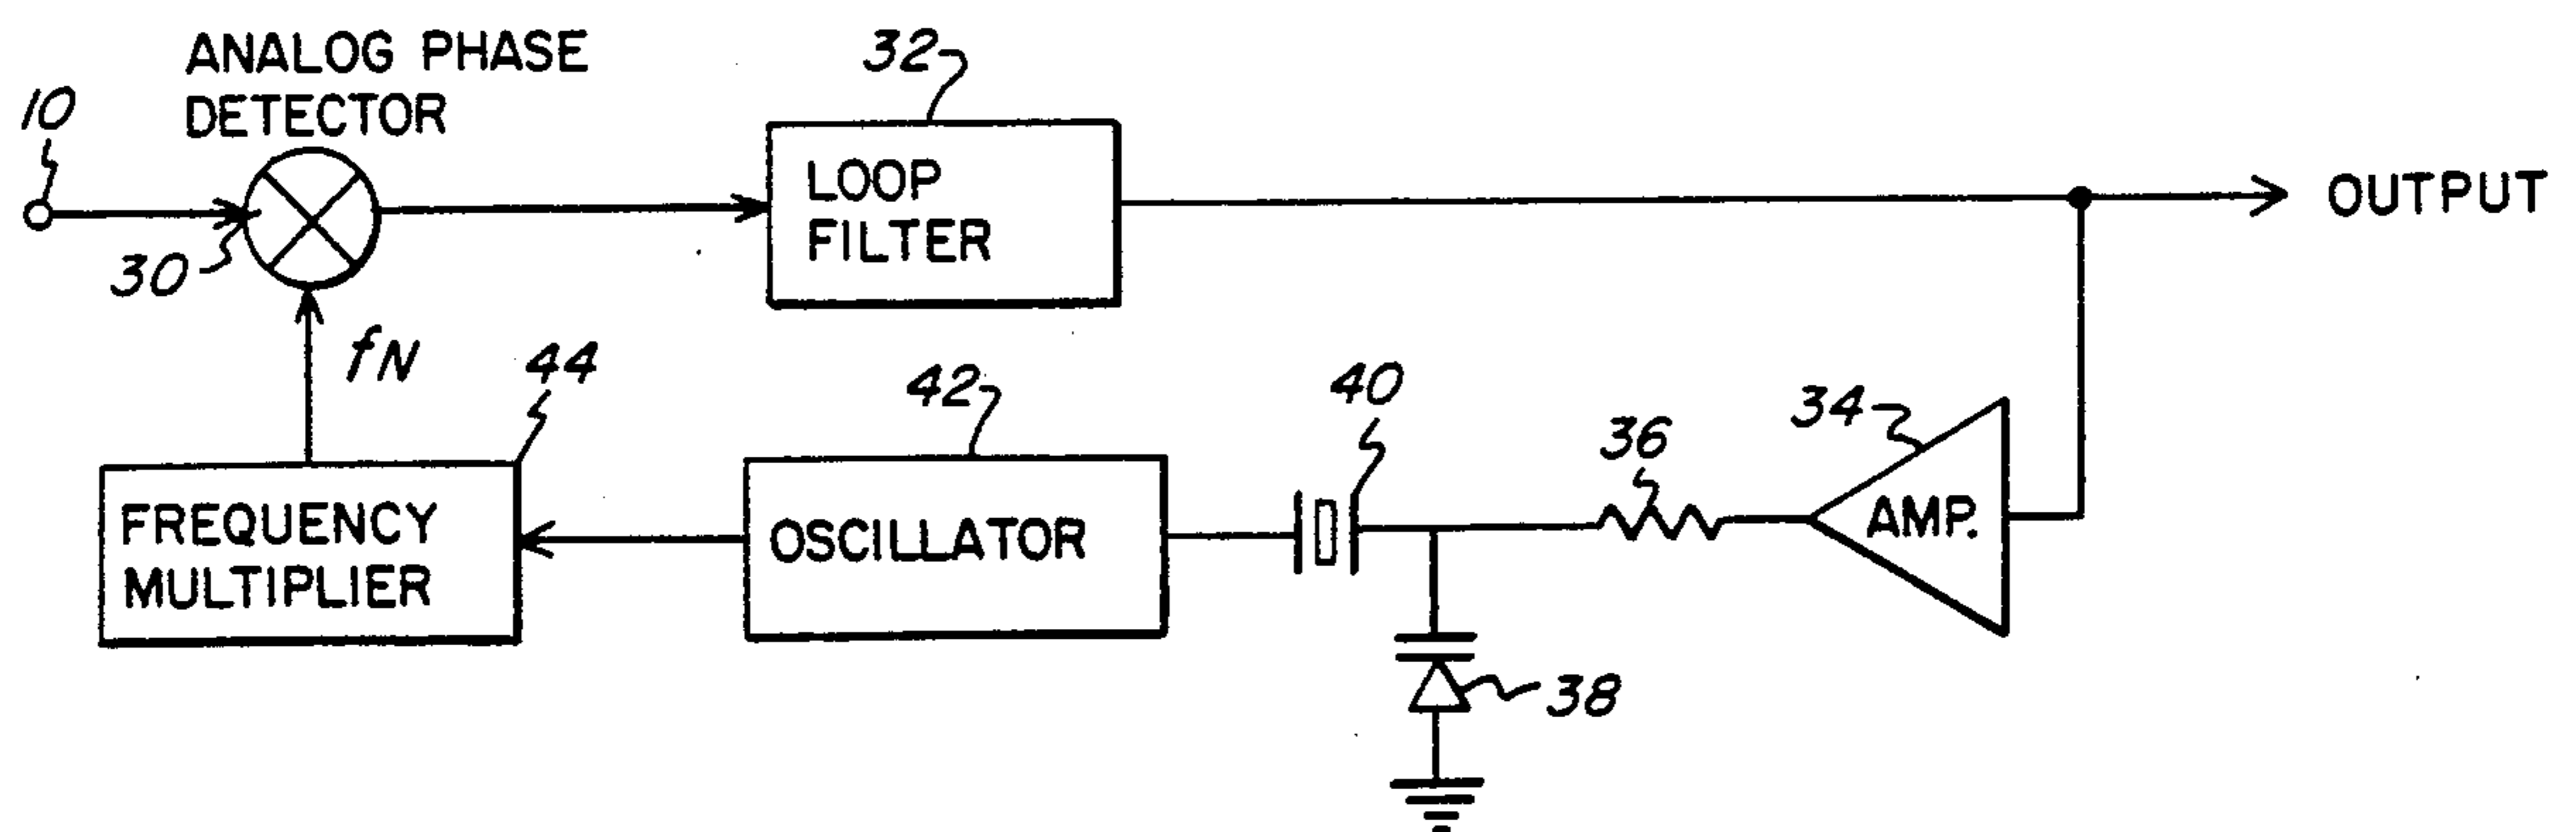 ANALOG PHASE
DETECTOR
10
30
32
LOOP
FILTER
OUTPUT
fN
44
FREQUENCY
MULTIPLIER
42
OSCILLATOR
40
36
34
AMP.
38